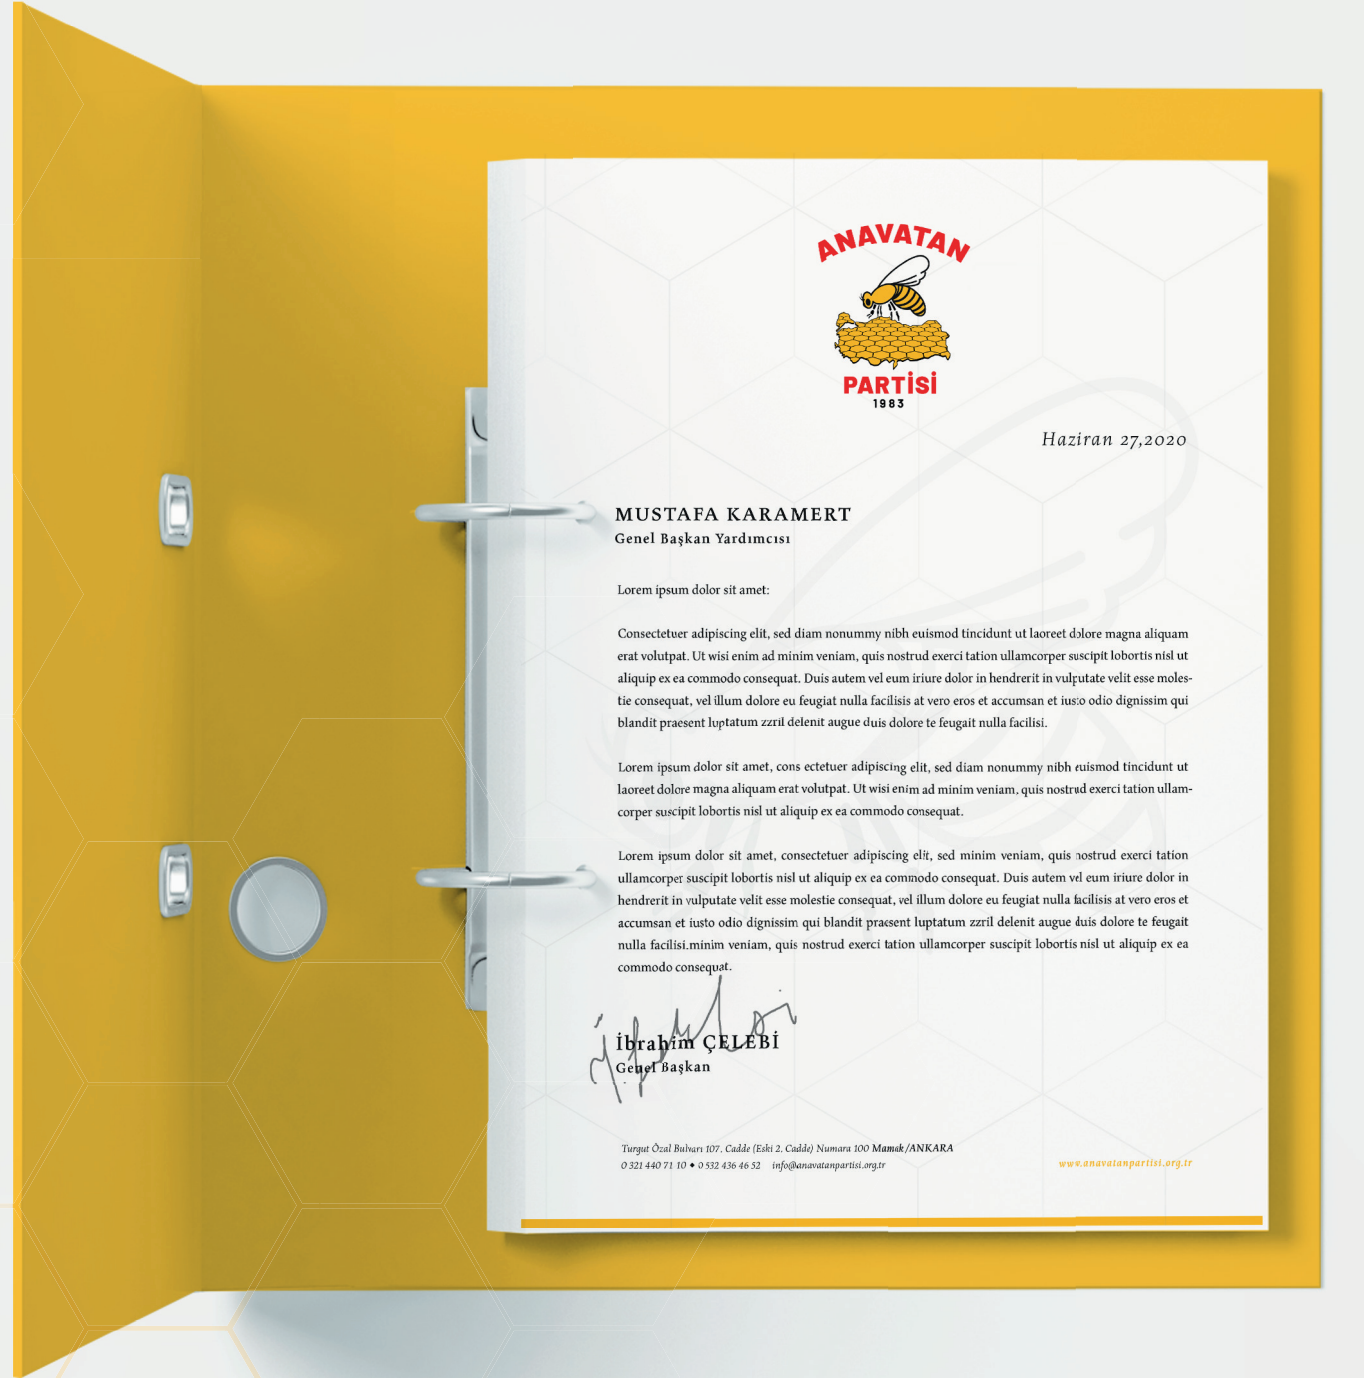 ANAVATAN
PARTİSİ
1983
Haziran 27,2020
MUSTAFA KARAMERT
Genel Başkan Yardımcısı
Lorem ipsum dolor sit amet:
Consectetuer adipiscing elit, sed diam nonummy nibh euismod tincidunt ut laoreet dolore magna aliquam
erat volutpat. Ut wisi enim ad minim veniam, quis nostrud exerci tation ullamcorper suscipit lobortis nisl ut
aliquip ex ea commodo consequat. Duis autem vel eum iriure dolor in hendrerit in vulputate velit esse moles-
tie consequat, vel illum dolore eu feugiat nulla facilisis at vero eros et accumsan et iusto odio dignissim qui
blandit praesent luptatum zzril delenit augue duis dolore te feugait nulla facilisi.
Lorem ipsum dolor sit amet, cons ectetuer adipiscing elit, sed diam nonummy nibh euismod tincidunt ut
laoreet dolore magna aliquam erat volutpat. Ut wisi enim ad minim veniam, quis nostrud exerci tation ullam-
corper suscipit lobortis nisl ut aliquip ex ea commodo consequat.
Lorem ipsum dolor sit amet, consectetuer adipiscing elit, sed minim veniam, quis nostrud exerci tation
ullamcorper suscipit lobortis nisl ut aliquip ex ea commodo consequat. Duis autem vel eum iriure dolor in
hendrerit in vulputate velit esse molestie consequat, vel illum dolore eu feugiat nulla facilisis at vero eros et
accumsan et iusto odio dignissim qui blandit praesent luptatum zzril delenit augue duis dolore te feugait
nulla facilisi.minim veniam, quis nostrud exerci tation ullamcorper suscipit lobortis nisl ut aliquip ex ea
commodo consequat.
İbrahim ÇELEBİ
Genel Başkan
Turgut Özal Bulvarı 107. Cadde (Eski 2. Cadde) Numara 100 Mamak/ANKARA
0 321 440 71 10 ◆ 0 532 436 46 52 info@anavatanpartisi.org.tr
www.anavatanpartisi.org.tr